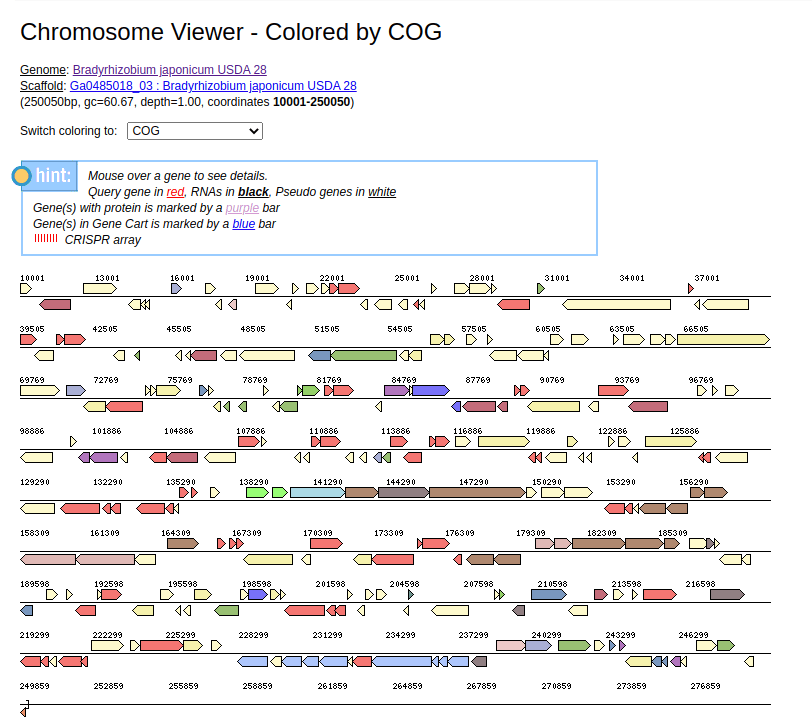 Chromosome Viewer - Colored by COG
Genome: Bradyrhizobium japonicum USDA 28
Scaffold: Ga0485018_03 : Bradyrhizobium japonicum USDA 28
(250050bp, gc=60.67, depth=1.00, coordinates 10001-250050)
Switch coloring to: COG
hint: Mouse over a gene to see details.
Query gene in red, RNAs in black, Pseudo genes in white
Gene(s) with protein is marked by a purple bar
Gene(s) in Gene Cart is marked by a blue bar
CRISPR array
10001 13001 16001 19001 22001 25001 28001 31001 34001 37001
39505 42505 45505 48505 51505 54505 57505 60505 63505 66505
69769 72769 75769 78769 81769 84769 87769 90769 93769 96769
98886 101886 104886 107886 110886 113886 116886 119886 122886 125886
129290 132290 135290 138290 141290 144290 147290 150290 153290 156290
158309 161309 164309 167309 170309 173309 176309 179309 182309 185309
189598 192598 195598 198598 201598 204598 207598 210598 213598 216598
219299 222299 225299 228299 231299 234299 237299 240299 243299 246299
249859 252859 255859 258859 261859 264859 267859 270859 273859 276859